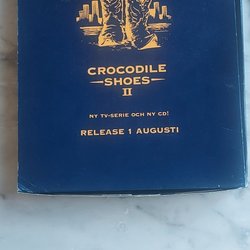 CROCODILE
SHOES
II
NY TV-SERIE OCH NY CD!
RELEASE 1 AUGUSTI